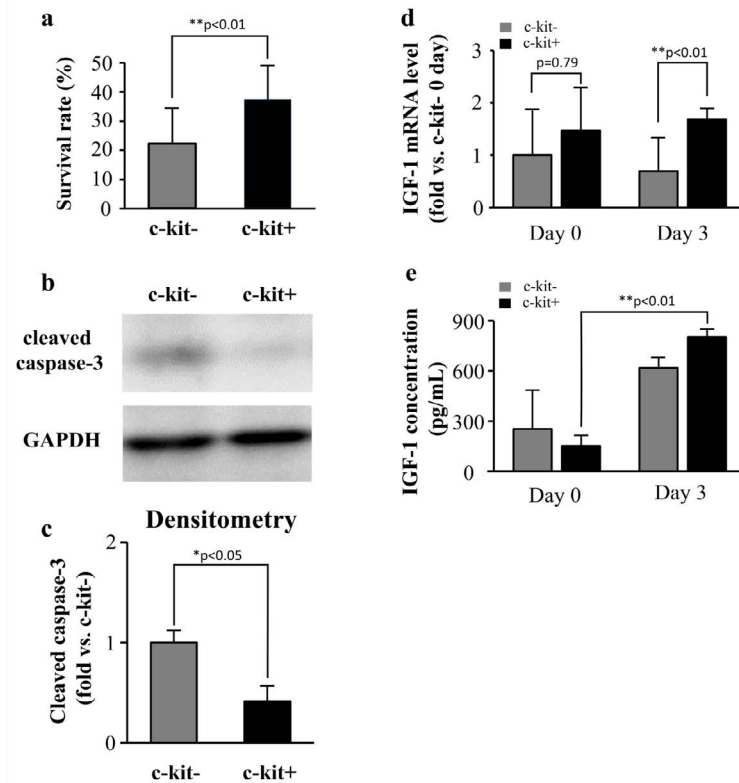 a
**p<0.01
Survival rate (%)
50
40
30
20
10
0
c-kit- c-kit+
b
c-kit- c-kit+
cleaved
caspase-3
GAPDH
c
Densitometry
*p<0.05
Cleaved caspase-3
(fold vs. c-kit-)
2
1
0
c-kit- c-kit+
d
c-kit-
c-kit+
p=0.79
**p<0.01
IGF-1 mRNA level
(fold vs. c-kit- 0 day)
3
2
1
0
Day 0 Day 3
e
c-kit-
c-kit+
**p<0.01
IGF-1 concentration
(pg/mL)
900
600
300
0
Day 0 Day 3